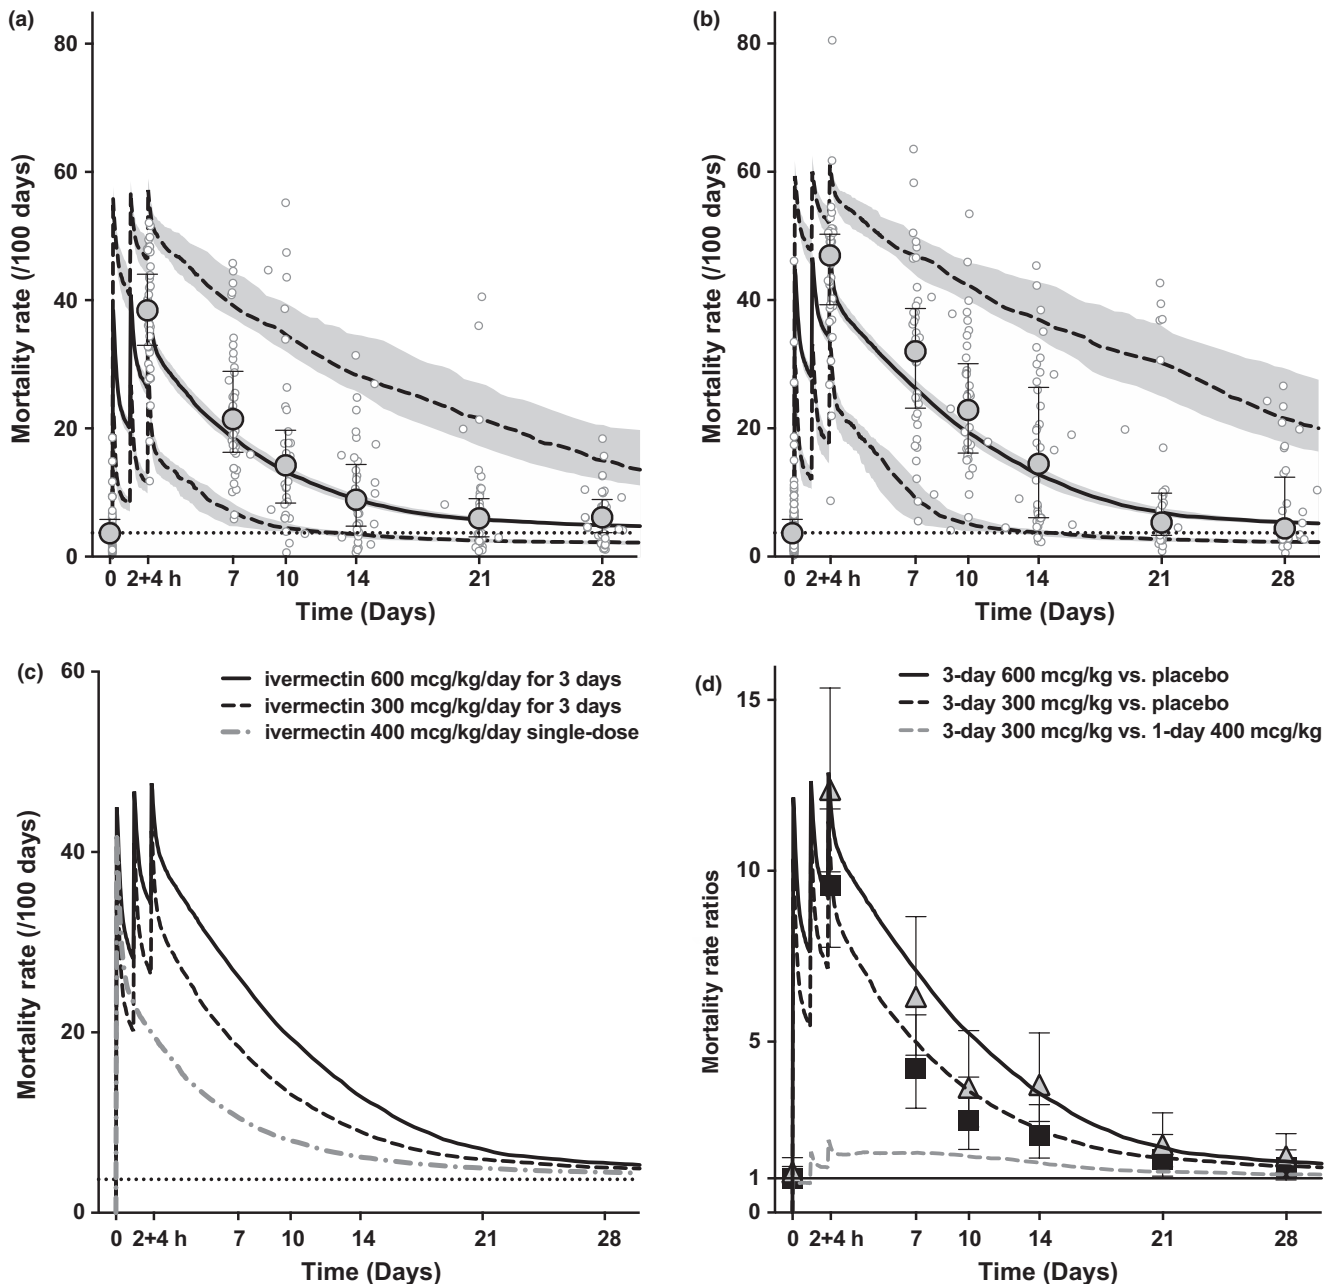 (a)
80
60
40
20
0
Mortality rate (/100 days)
0 2+4 h 7 10 14 21 28
Time (Days)
(b)
80
60
40
20
0
Mortality rate (/100 days)
0 2+4 h 7 10 14 21 28
Time (Days)
(c)
60
40
20
0
Mortality rate (/100 days)
ivermectin 600 mcg/kg/day for 3 days
ivermectin 300 mcg/kg/day for 3 days
ivermectin 400 mcg/kg/day single-dose
0 2+4 h 7 10 14 21 28
Time (Days)
(d)
15
10
5
1
0
Mortality rate ratios
3-day 600 mcg/kg vs. placebo
3-day 300 mcg/kg vs. placebo
3-day 300 mcg/kg vs. 1-day 400 mcg/kg
0 2+4 h 7 10 14 21 28
Time (Days)